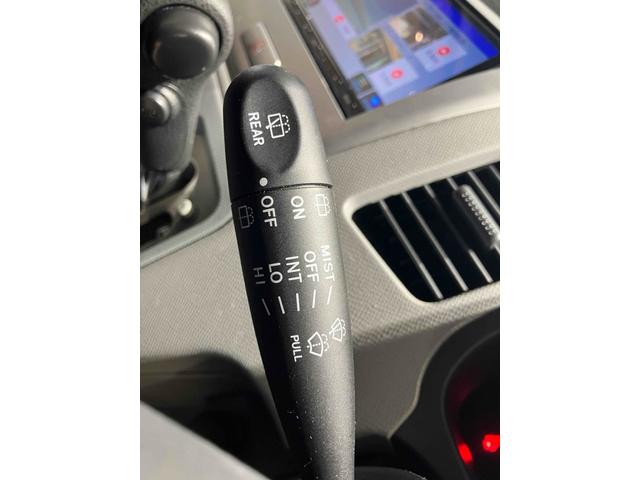 REAR
OFF
ON
MIST
OFF
INT
LO
HI
PULL